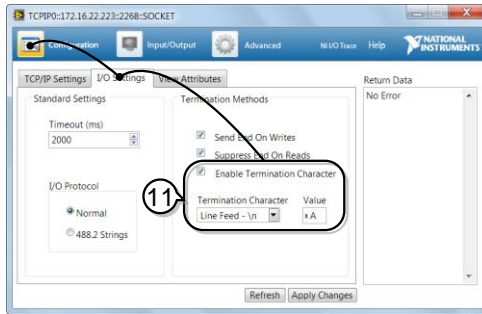 TCPIP0::172.16.22.223::2268::SOCKET
Configuration Input/Output Advanced NI I/O Trace Help NATIONAL INSTRUMENTS
TCP/IP Settings I/O Settings View Attributes
Return Data
No Error
Standard Settings
Timeout (ms)
2000
I/O Protocol
Normal
488.2 Strings
Termination Methods
Send End On Writes
Suppress End On Reads
Enable Termination Character
11
Termination Character Value
Line Feed - \n x A
Refresh Apply Changes